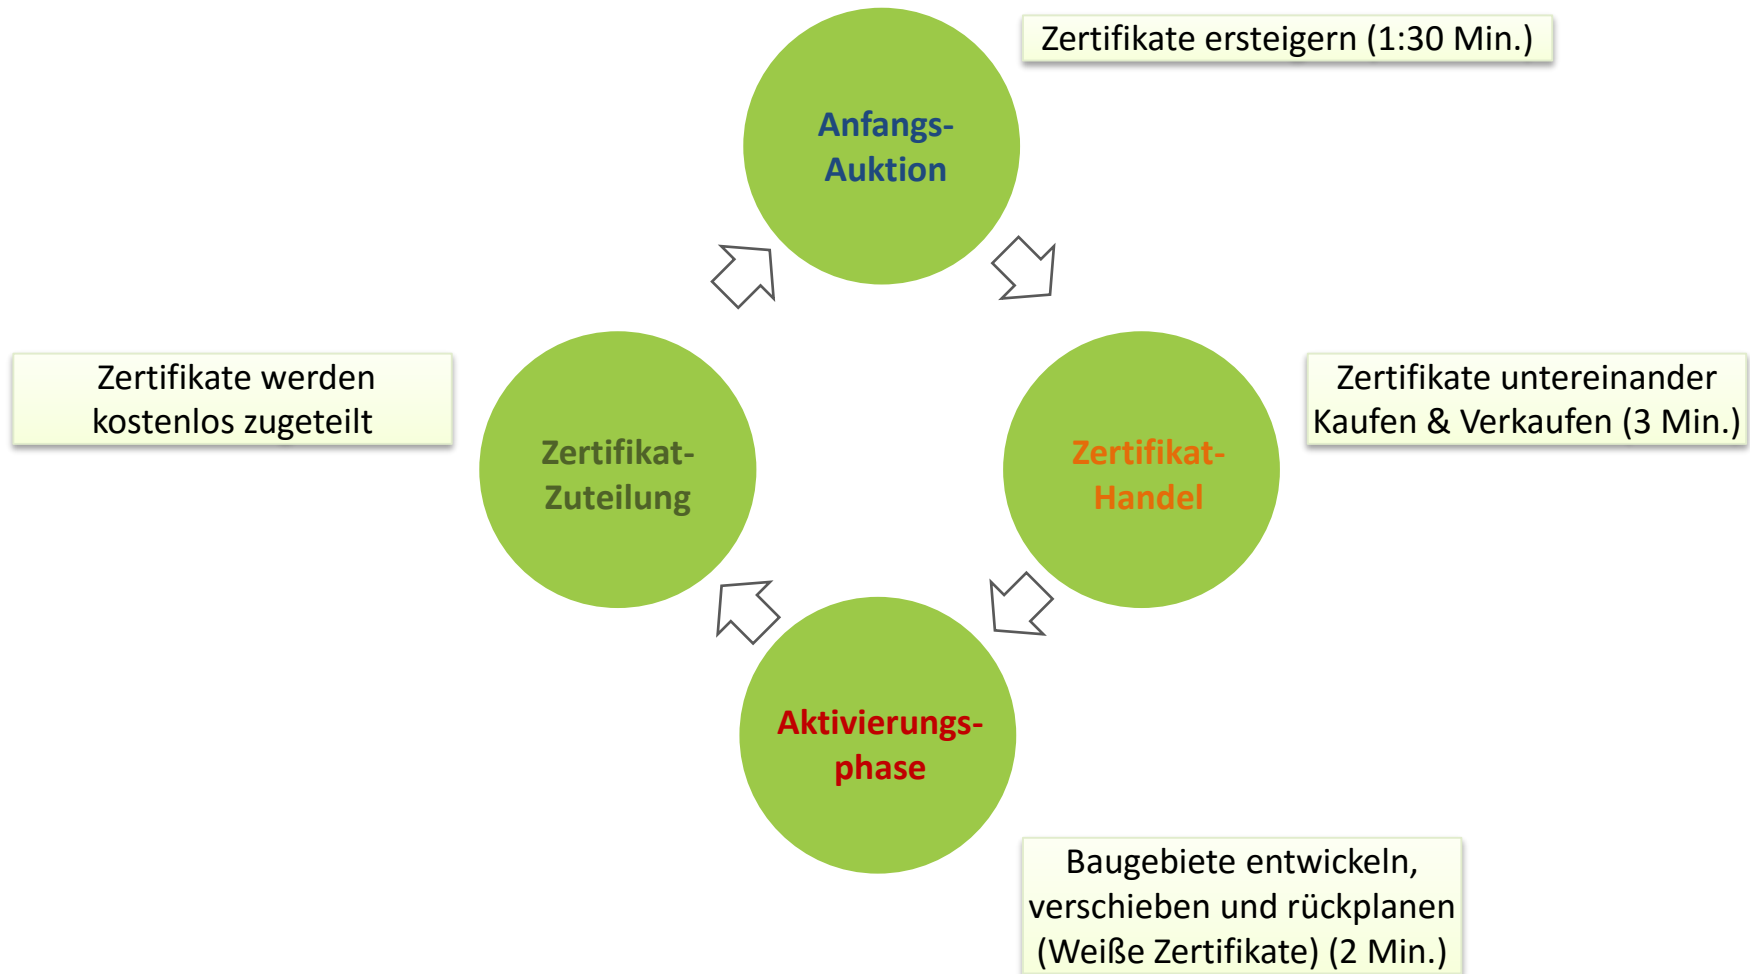 Zertifikate ersteigern (1:30 Min.)
Anfangs-
Auktion
Zertifikate werden
kostenlos zugeteilt
Zertifikat-
Zuteilung
Zertifikat-
Handel
Zertifikate untereinander
Kaufen & Verkaufen (3 Min.)
Aktivierungs-
phase
Baugebiete entwickeln,
verschieben und rückplanen
(Weiße Zertifikate) (2 Min.)